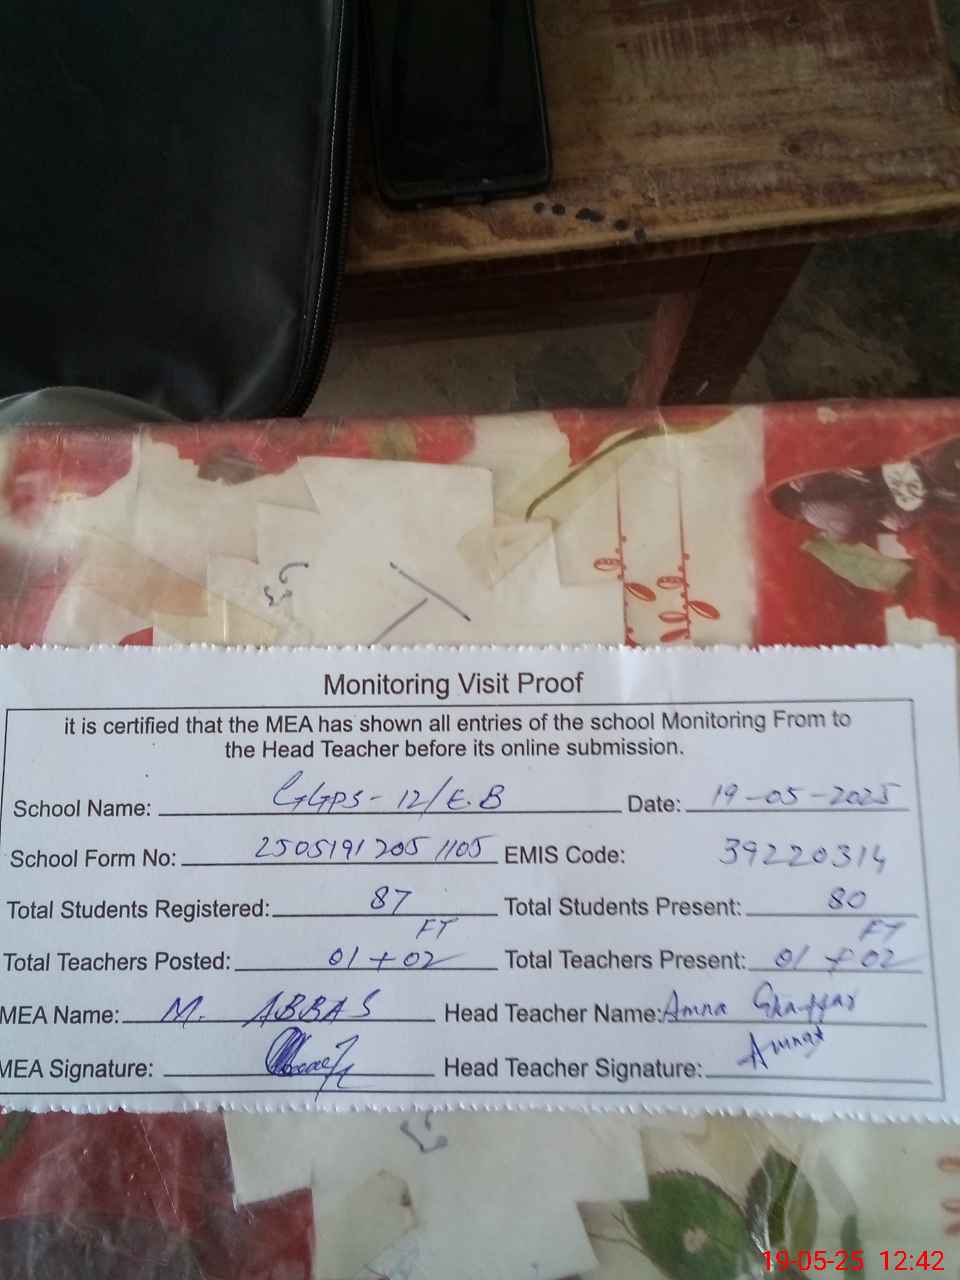 Monitoring Visit Proof
it is certified that the MEA has shown all entries of the school Monitoring From to
the Head Teacher before its online submission.
School Name: GGPS - 12/E.B Date: 19-05-2025
School Form No: 2505191205 1105 EMIS Code: 39220314
Total Students Registered: 87 Total Students Present: 80
FT FT
Total Teachers Posted: 01 + 02 Total Teachers Present: 01 + 02
MEA Name: M. ABBAS Head Teacher Name: Amna Ghaffar
MEA Signature: Head Teacher Signature:
19-05-25 12:42